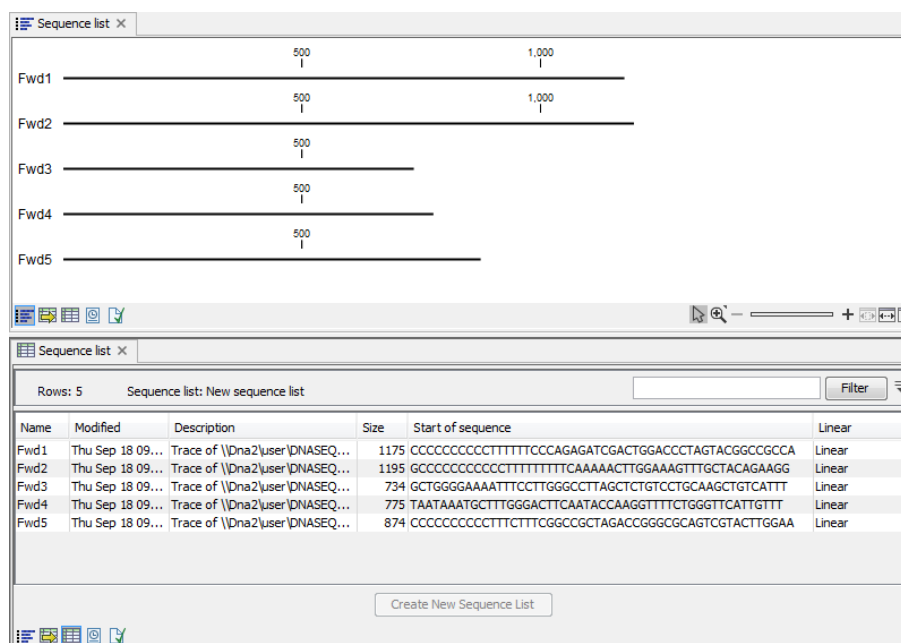 Sequence list
500 1,000
Fwd1
500 1,000
Fwd2
500
Fwd3
500
Fwd4
500
Fwd5
Sequence list
Rows: 5 Sequence list: New sequence list Filter
Name Modified Description Size Start of sequence Linear
Fwd1 Thu Sep 18 09... Trace of \\Dna2\user\DNASEQ... 1175 CCCCCCCCCCTTTTTTCCCAGAGATCGACTGGACCCTAGTACGGCCGCCA Linear
Fwd2 Thu Sep 18 09... Trace of \\Dna2\user\DNASEQ... 1195 GCCCCCCCCCCCTTTTTTTTTCAAAAACTTGGAAAGTTTGCTACAGAAGG Linear
Fwd3 Thu Sep 18 09... Trace of \\Dna2\user\DNASEQ... 734 GCTGGGGAAAATTTCCTTGGGCCTTAGCTCTGTCCTGCAAGCTGTCATTT Linear
Fwd4 Thu Sep 18 09... Trace of \\Dna2\user\DNASEQ... 775 TAATAAATGCTTTGGGACTTCAATACCAAGGTTTTCTGGGTTCATTGTTT Linear
Fwd5 Thu Sep 18 09... Trace of \\Dna2\user\DNASEQ... 874 CCCCCCCCCCTTTCTTTCGGCCGCTAGACCGGGCGCAGTCGTACTTGGAA Linear
Create New Sequence List